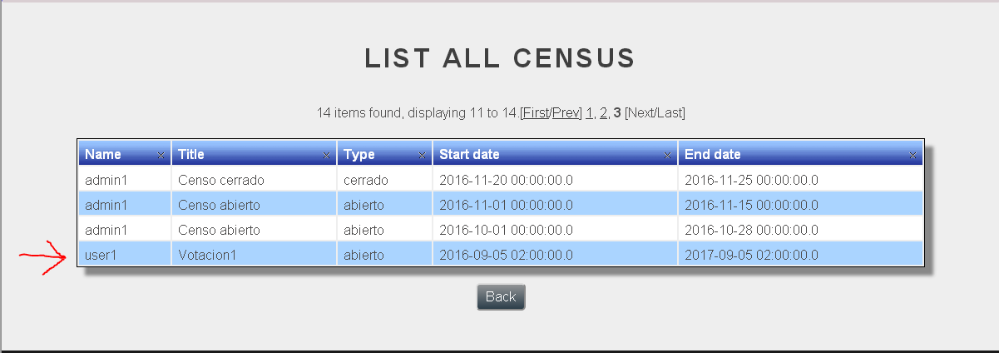 LIST ALL CENSUS
14 items found, displaying 11 to 14.[First/Prev] 1, 2, 3 [Next/Last]
Name Title Type Start date End date
admin1 Censo cerrado cerrado 2016-11-20 00:00:00.0 2016-11-25 00:00:00.0
admin1 Censo abierto abierto 2016-11-01 00:00:00.0 2016-11-15 00:00:00.0
admin1 Censo abierto abierto 2016-10-01 00:00:00.0 2016-10-28 00:00:00.0
user1 Votacion1 abierto 2016-09-05 02:00:00.0 2017-09-05 02:00:00.0
Back